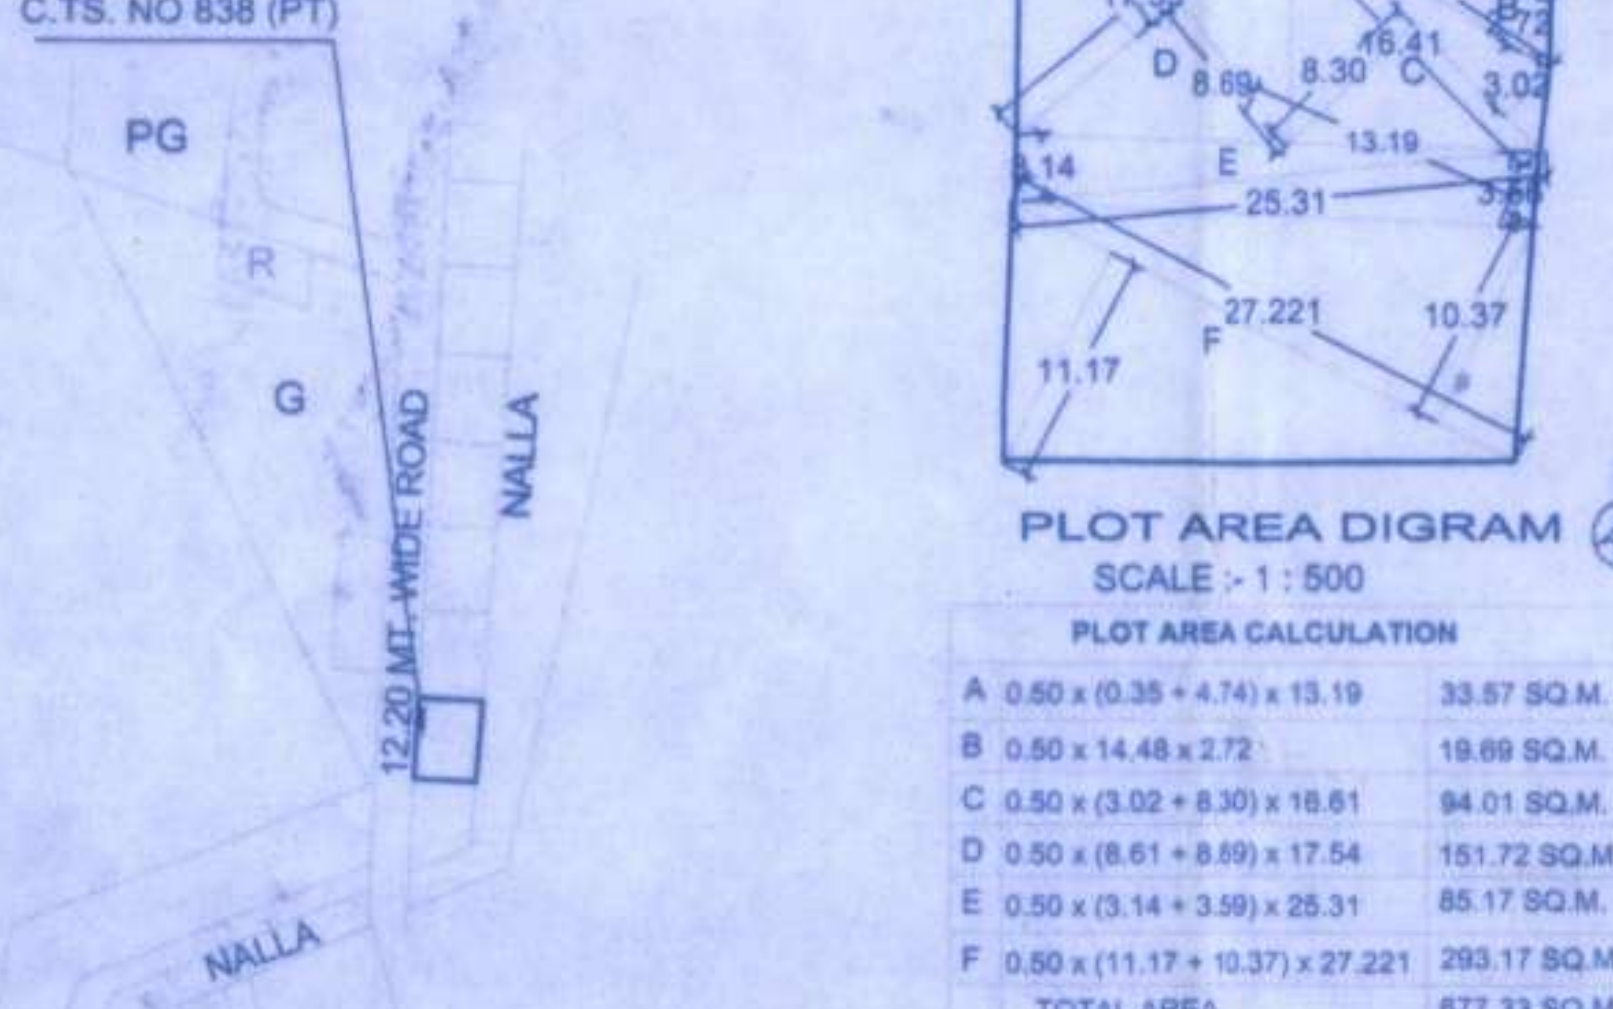 C.TS. NO 838 (PT)
PG
R
G
12.20 MT. WIDE ROAD
NALLA
NALLA
D
8.69
8.30
16.41
C
B
3.02
13.19
E
25.31
27.221
F
11.17
10.37
PLOT AREA DIGRAM
SCALE :- 1 : 500
PLOT AREA CALCULATION
A 0.50 x (0.35 + 4.74) x 13.19 33.57 SQ.M.
B 0.50 x 14.48 x 2.72 19.69 SQ.M.
C 0.50 x (3.02 + 8.30) x 16.61 94.01 SQ.M.
D 0.50 x (8.61 + 8.69) x 17.54 151.72 SQ.M
E 0.50 x (3.14 + 3.59) x 25.31 85.17 SQ.M.
F 0.50 x (11.17 + 10.37) x 27.221 293.17 SQ.M
TOTAL AREA 677.33 SQ.M